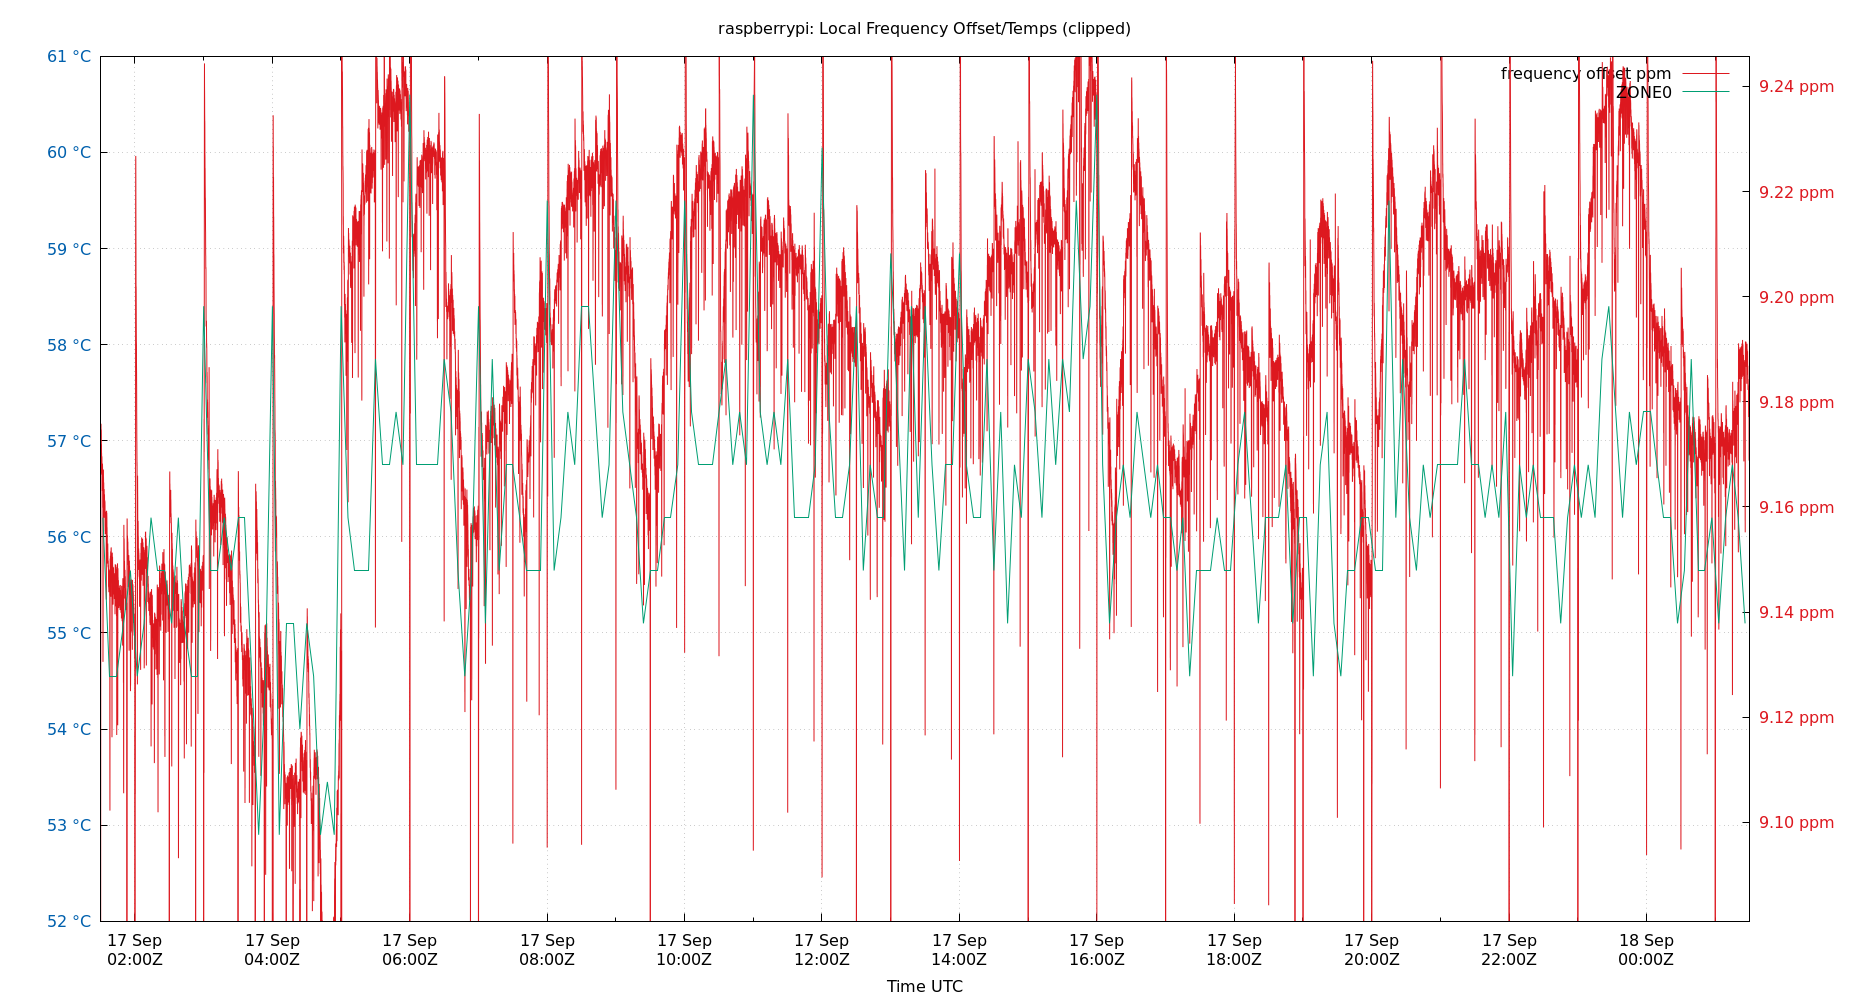 raspberrypi: Local Frequency Offset/Temps (clipped)
61 °C
60 °C
59 °C
58 °C
57 °C
56 °C
55 °C
54 °C
53 °C
52 °C
frequency offset ppm
ZONE0
9.24 ppm
9.22 ppm
9.20 ppm
9.18 ppm
9.16 ppm
9.14 ppm
9.12 ppm
9.10 ppm
17 Sep 17 Sep 17 Sep 17 Sep 17 Sep 17 Sep 17 Sep 17 Sep 17 Sep 17 Sep 17 Sep 18 Sep
02:00Z 04:00Z 06:00Z 08:00Z 10:00Z 12:00Z 14:00Z 16:00Z 18:00Z 20:00Z 22:00Z 00:00Z
Time UTC